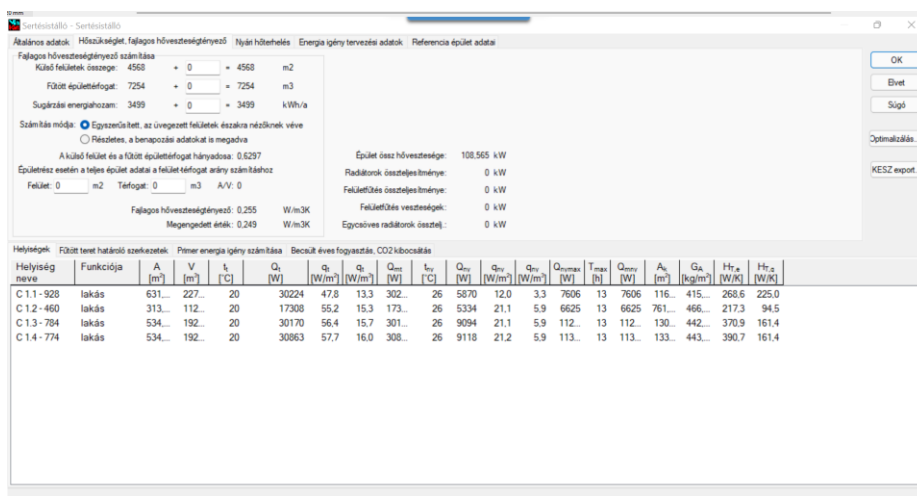 Sertésistálló - Sertésistálló
Általános adatok Hőszükséglet, fajlagos hőveszteségtényező Nyári hőterhelés Energia igény tervezési adatok Referencia épület adatai
Fajlagos hőveszteségtényező számítása
Külső felületek összege: 4568 + 0 = 4568 m2
Fűtött épülettérfogat: 7254 + 0 = 7254 m3
Sugárzási energiahozam: 3499 + 0 = 3499 kWh/a
Számítás módja: Egyszerűsített, az üvegezett felületek északra nézőknek véve
Részletes, a benapozási adatokat is megadva
A külső felület és a fűtött épülettérfogat hányadosa: 0,6297
Épületrész esetén a teljes épület adatai a felület-térfogat arány számításhoz
Felület: 0 m2 Térfogat: 0 m3 A/V: 0
Fajlagos hőveszteségtényező: 0,255 W/m3K
Megengedett érték: 0,249 W/m3K
Épület össz hővesztesége: 108,565 kW
Radiátorok összteljesítménye: 0 kW
Felületfűtés összteljesítménye: 0 kW
Felületfűtés veszteségek: 0 kW
Egycsöves radiátorok össztelj.: 0 kW
OK
Elvet
Súgó
Optimalizálás..
KESZ export..
Helyiségek Fűtött teret határoló szerkezetek Primer energia igény számítása Becsült éves fogyasztás, CO2 kibocsátás
Helyiség neve Funkciója A [m²] V [m³] tᵢ [°C] Qₜ [W] qₜ [W/m²] qₜ [W/m³] Qmt [W] tnv [°C] Qnv [W] qnv [W/m²] qnv [W/m³] Qnvmax [W] Tmax [h] Qmnv [W] Aₖ [m²] G_A [kg/m²] H_T,e [W/K] H_T,g [W/K]
C 1.1 - 928 lakás 631,... 227... 20 30224 47,8 13,3 302... 26 5870 12,0 3,3 7606 13 7606 116... 415,... 268,6 225,0
C 1.2 - 460 lakás 313,... 112... 20 17308 55,2 15,3 173... 26 5334 21,1 5,9 6625 13 6625 761,... 466,... 217,3 94,5
C 1.3 - 784 lakás 534,... 192... 20 30170 56,4 15,7 301... 26 9094 21,1 5,9 112... 13 112... 130... 442,... 370,9 161,4
C 1.4 - 774 lakás 534,... 192... 20 30863 57,7 16,0 308... 26 9118 21,2 5,9 113... 13 113... 133... 443,... 390,7 161,4